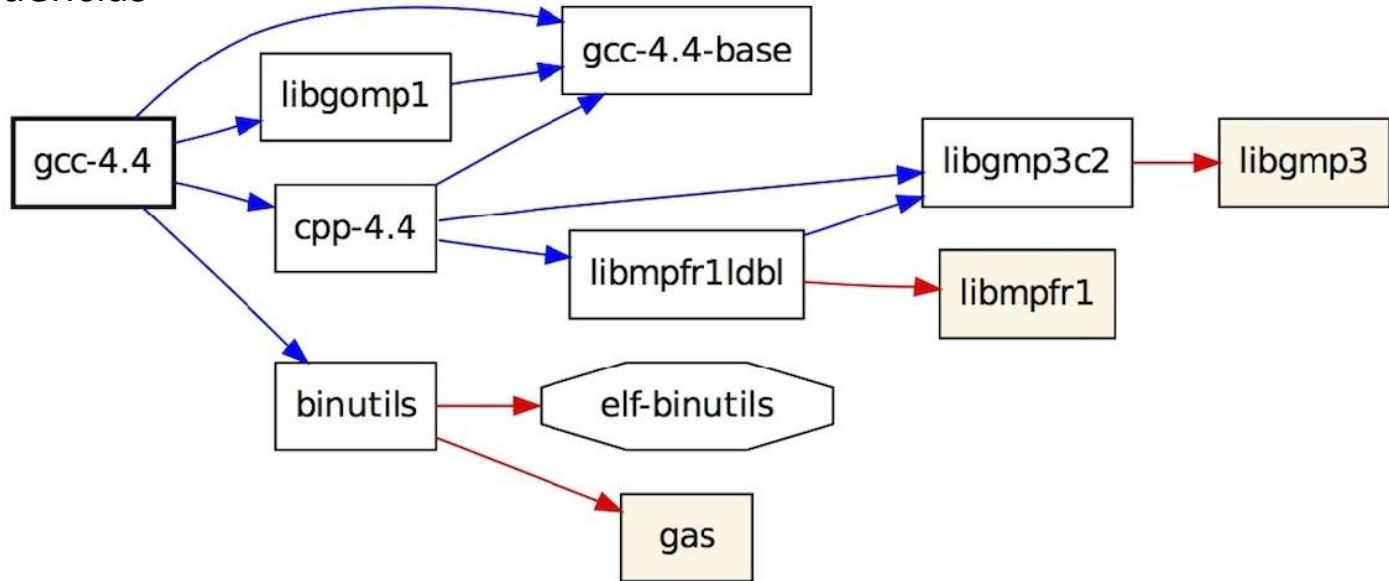 gcc-4.4-base
libgomp1
gcc-4.4
libgmp3c2
libgmp3
cpp-4.4
libmpfr1ldbl
libmpfr1
binutils
elf-binutils
gas